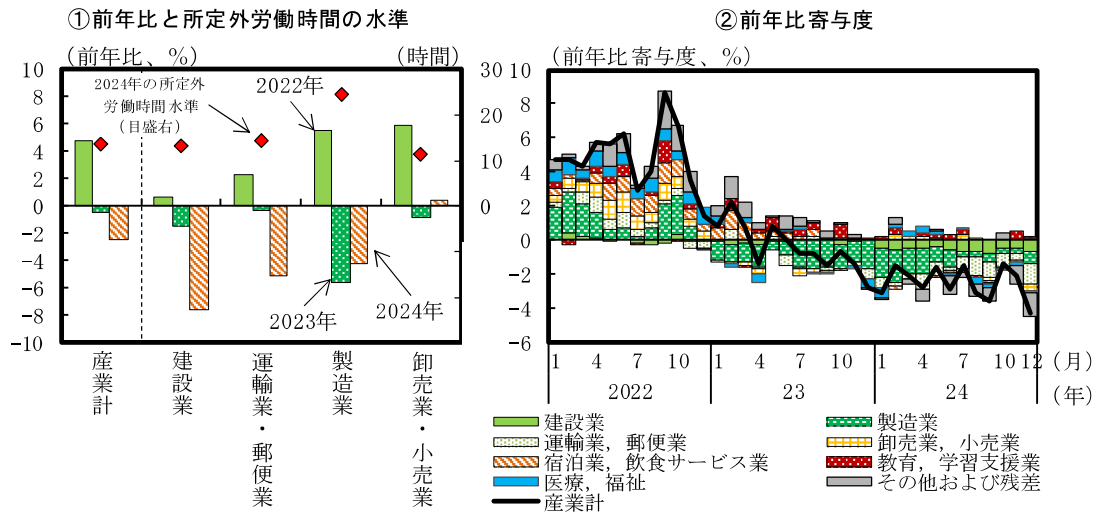 ①前年比と所定外労働時間の水準
（前年比、％）
（時間）
10
8
6
4
2
0
-2
-4
-6
-8
-10
30
20
10
0
2024年の所定外
労働時間水準
（目盛右）
2022年
2023年
2024年
産業計
建設業
運輸業・郵便業
製造業
卸売業・小売業
②前年比寄与度
（前年比寄与度、％）
10
8
6
4
2
0
-2
-4
-6
1 4 7 10 1 4 7 10 1 4 7 10 12（月）
2022 23 24 （年）
建設業 製造業
運輸業，郵便業 卸売業，小売業
宿泊業，飲食サービス業 教育，学習支援業
医療，福祉 その他および残差
産業計